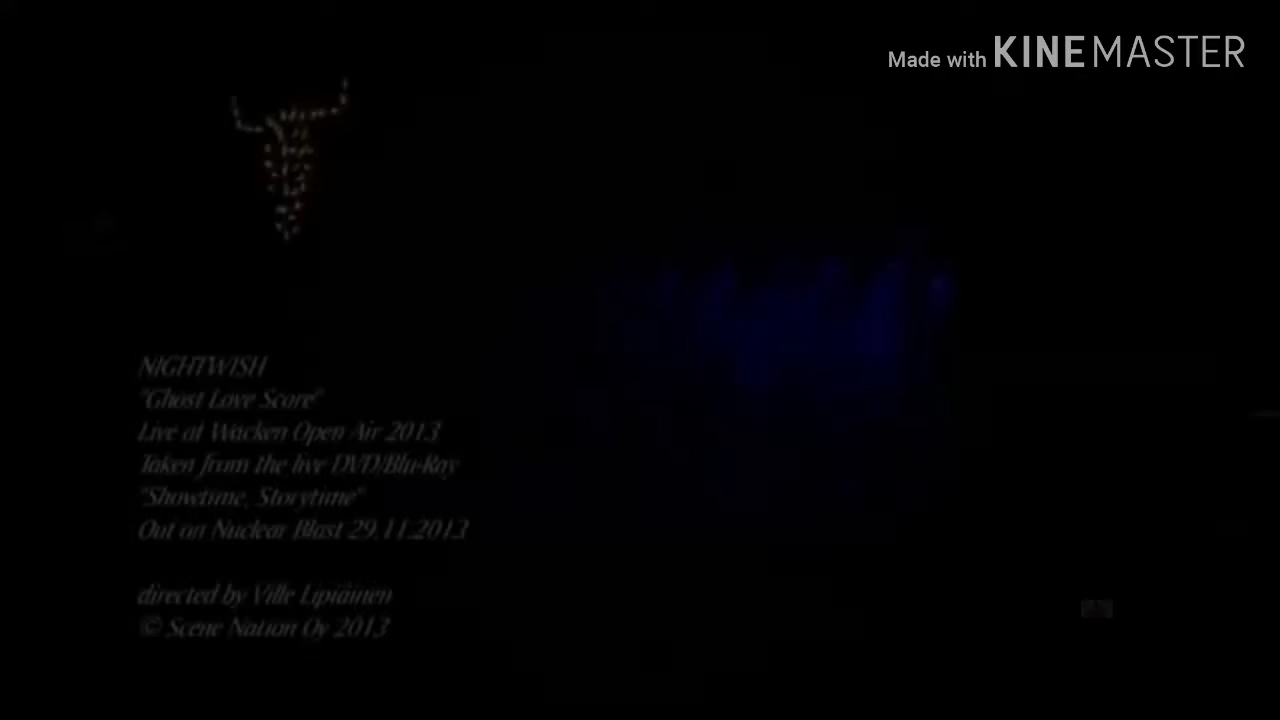 Made with KINEMASTER
NIGHTWISH
"Ghost Love Score"
Live at Wacken Open Air 2013
Taken from the live DVD/Blu-Ray
"Showtime, Storytime"
Out on Nuclear Blast 29.11.2013
directed by Ville Lipiäinen
© Scene Nation Oy 2013